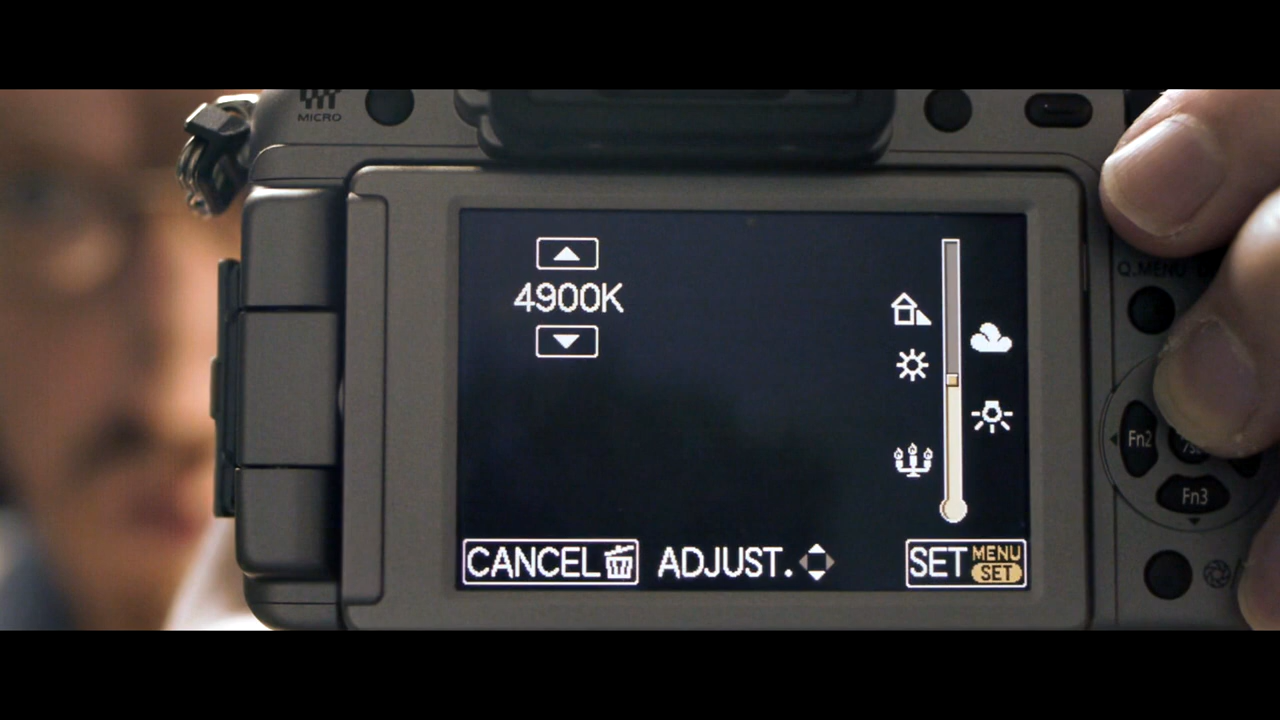 MICRO
4900K
Q.MENU
Fn2
Fn3
CANCEL
ADJUST.
SET MENU
SET